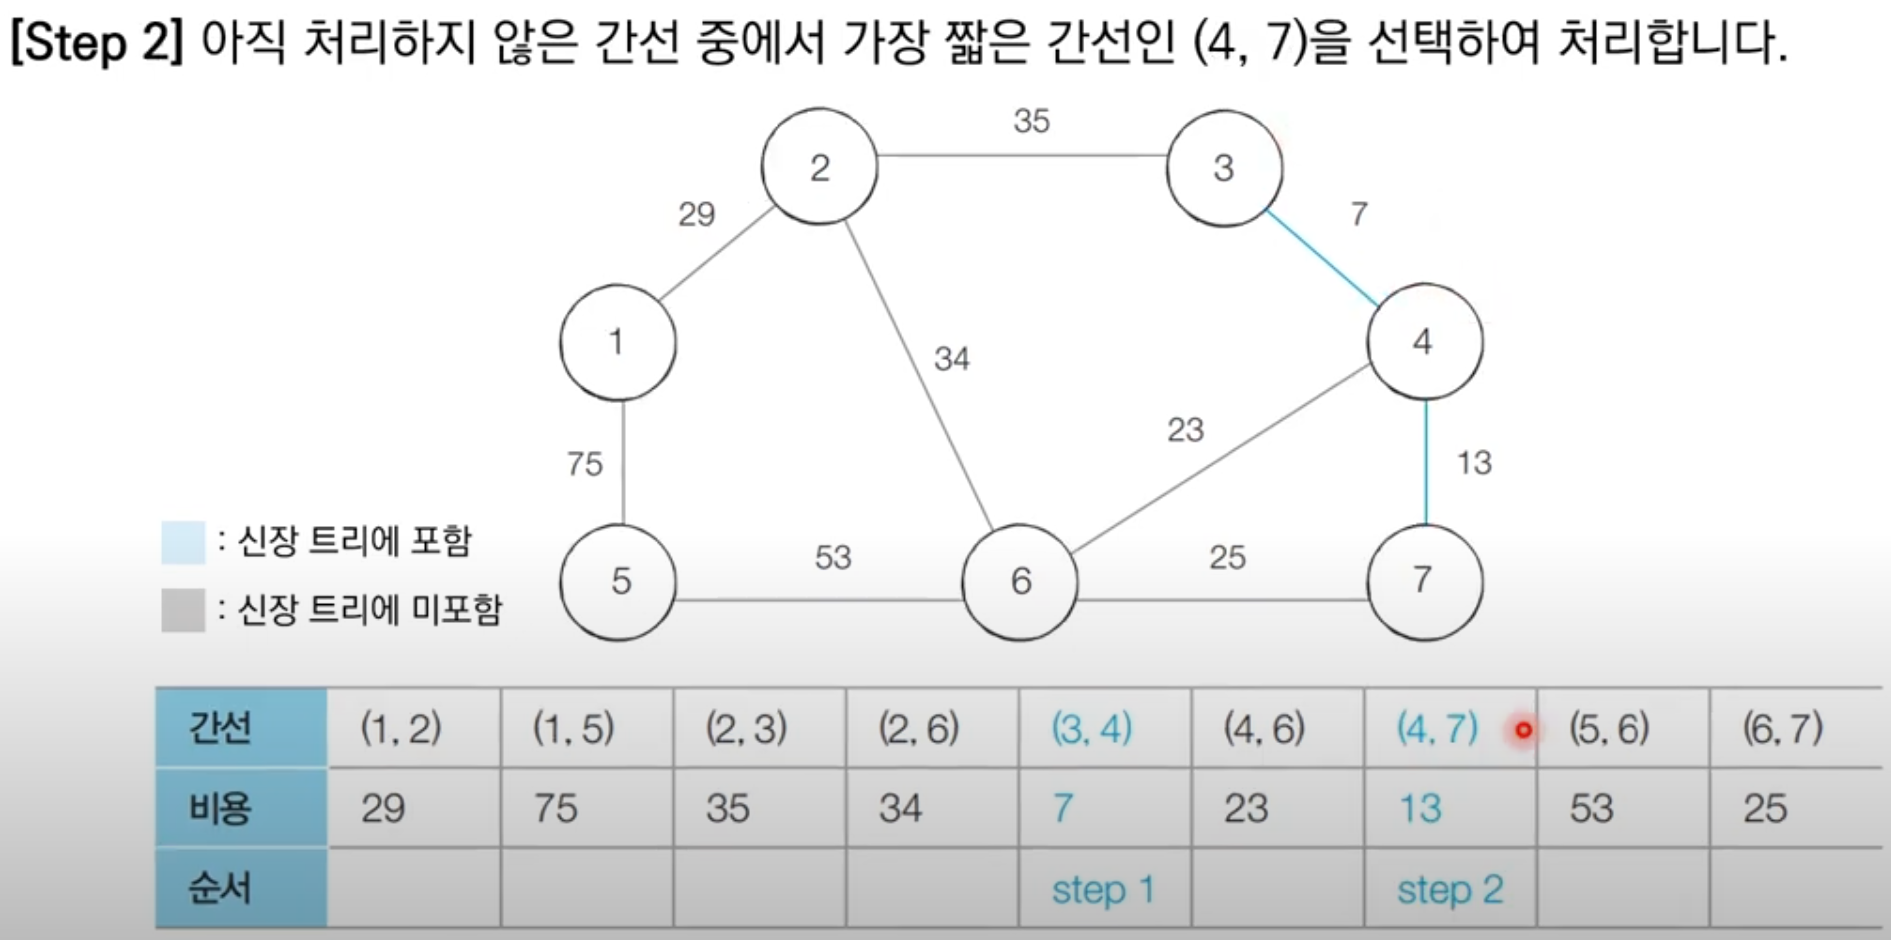 [Step 2] 아직 처리하지 않은 간선 중에서 가장 짧은 간선인 (4, 7)을 선택하여 처리합니다.
35
2
3
29
7
1
4
34
23
75
13
: 신장 트리에 포함
53
25
5
6
7
: 신장 트리에 미포함
간선 (1, 2) (1, 5) (2, 3) (2, 6) (3, 4) (4, 6) (4, 7) (5, 6) (6, 7)
비용 29 75 35 34 7 23 13 53 25
순서 step 1 step 2